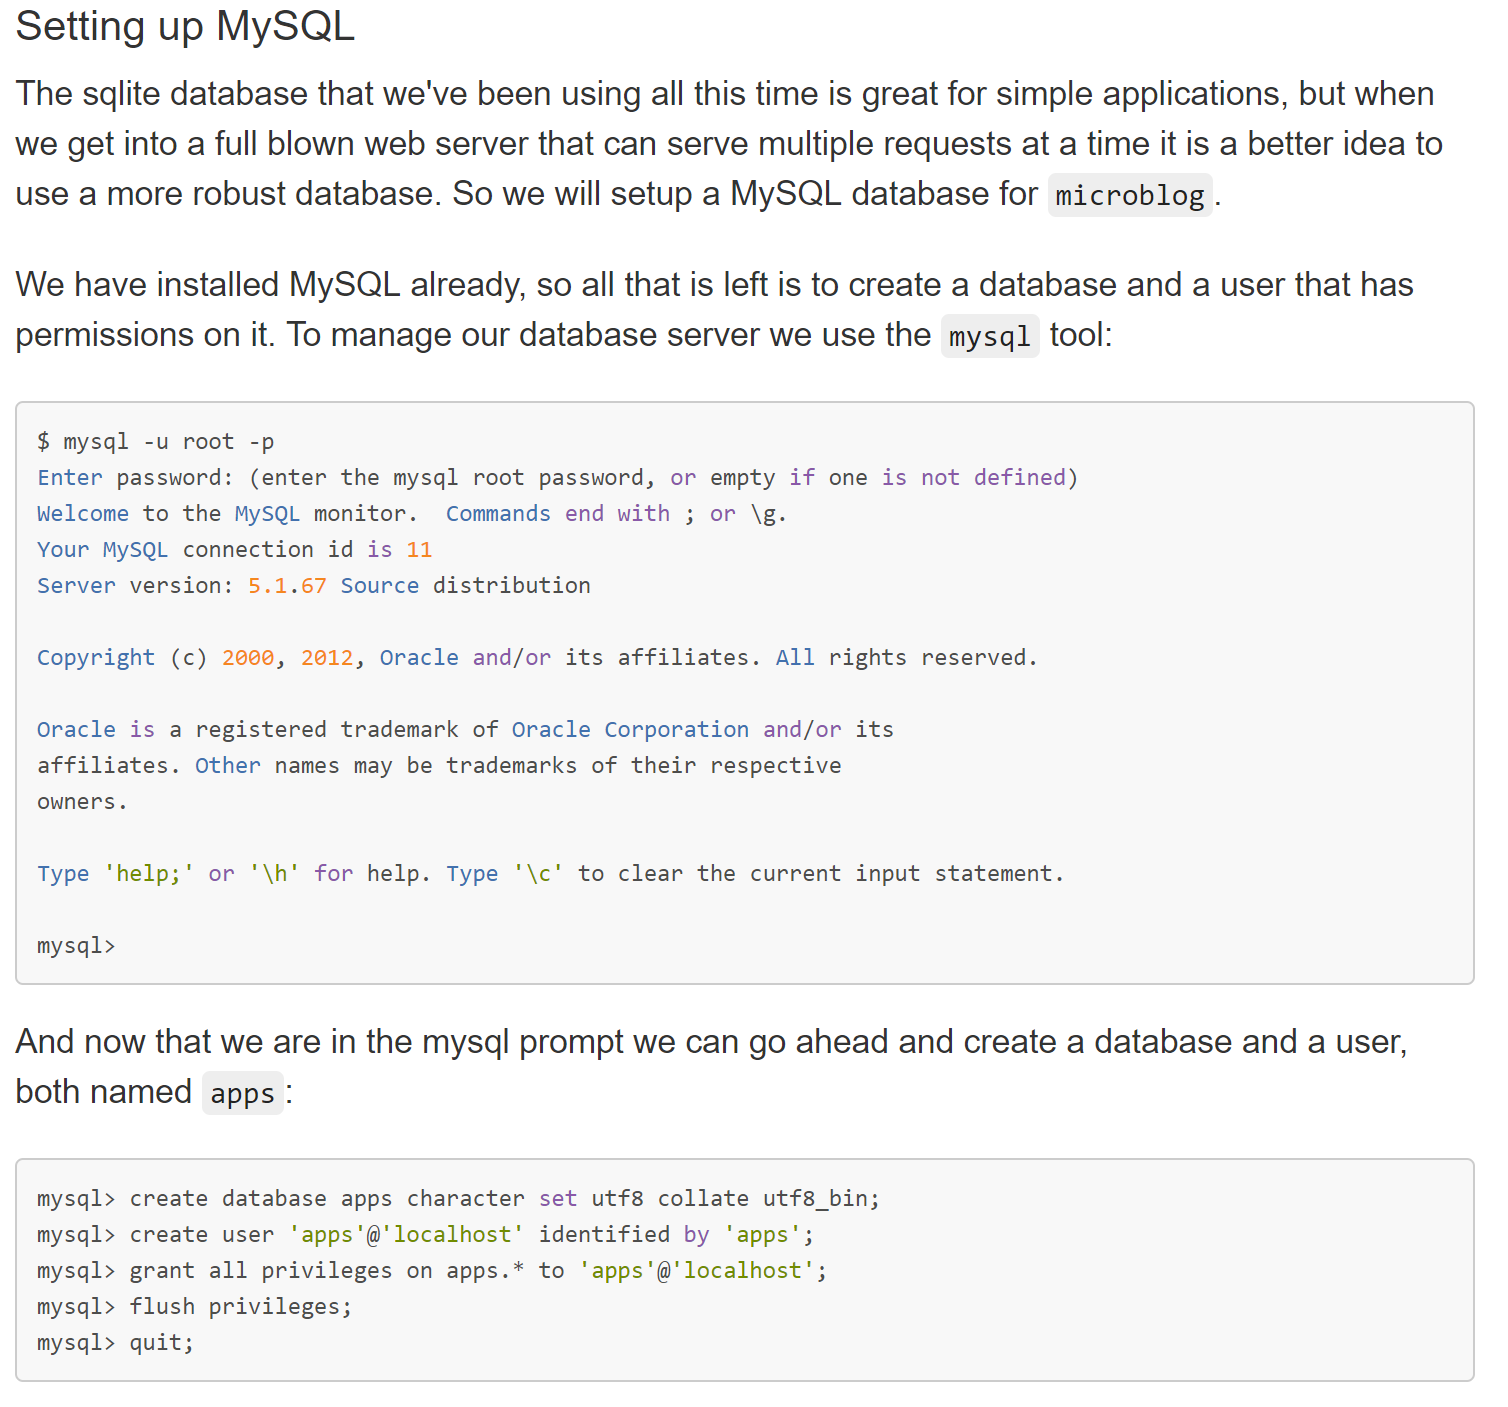 Setting up MySQL
The sqlite database that we've been using all this time is great for simple applications, but when
we get into a full blown web server that can serve multiple requests at a time it is a better idea to
use a more robust database. So we will setup a MySQL database for microblog.
We have installed MySQL already, so all that is left is to create a database and a user that has
permissions on it. To manage our database server we use the mysql tool:
$ mysql -u root -p
Enter password: (enter the mysql root password, or empty if one is not defined)
Welcome to the MySQL monitor.  Commands end with ; or \g.
Your MySQL connection id is 11
Server version: 5.1.67 Source distribution
Copyright (c) 2000, 2012, Oracle and/or its affiliates. All rights reserved.
Oracle is a registered trademark of Oracle Corporation and/or its
affiliates. Other names may be trademarks of their respective
owners.
Type 'help;' or '\h' for help. Type '\c' to clear the current input statement.
mysql>
And now that we are in the mysql prompt we can go ahead and create a database and a user,
both named apps:
mysql> create database apps character set utf8 collate utf8_bin;
mysql> create user 'apps'@'localhost' identified by 'apps';
mysql> grant all privileges on apps.* to 'apps'@'localhost';
mysql> flush privileges;
mysql> quit;